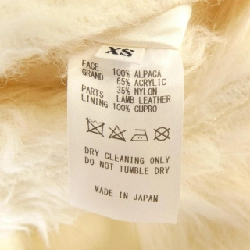 XS
FACE 100% ALPACA
GRAND 65% ACRYLIC
35% NYLON
PARTS LAMB LEATHER
LINING 100% CUPRO
DRY CLEANING ONLY
DO NOT TUMBLE DRY
MADE IN JAPAN